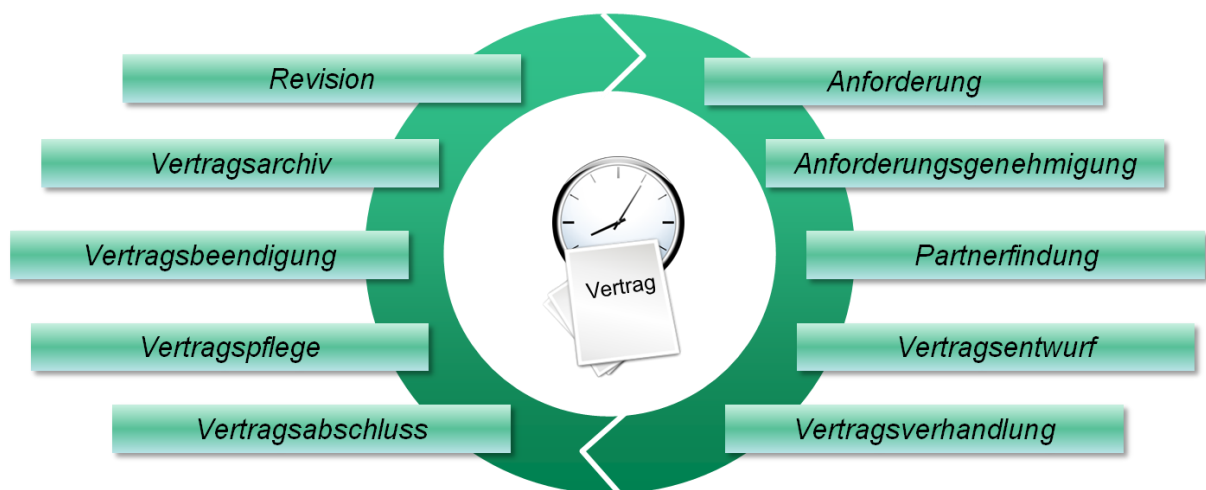 Revision
Anforderung
Vertragsarchiv
Anforderungsgenehmigung
Vertragsbeendigung
Partnerfindung
Vertrag
Vertragspflege
Vertragsentwurf
Vertragsabschluss
Vertragsverhandlung